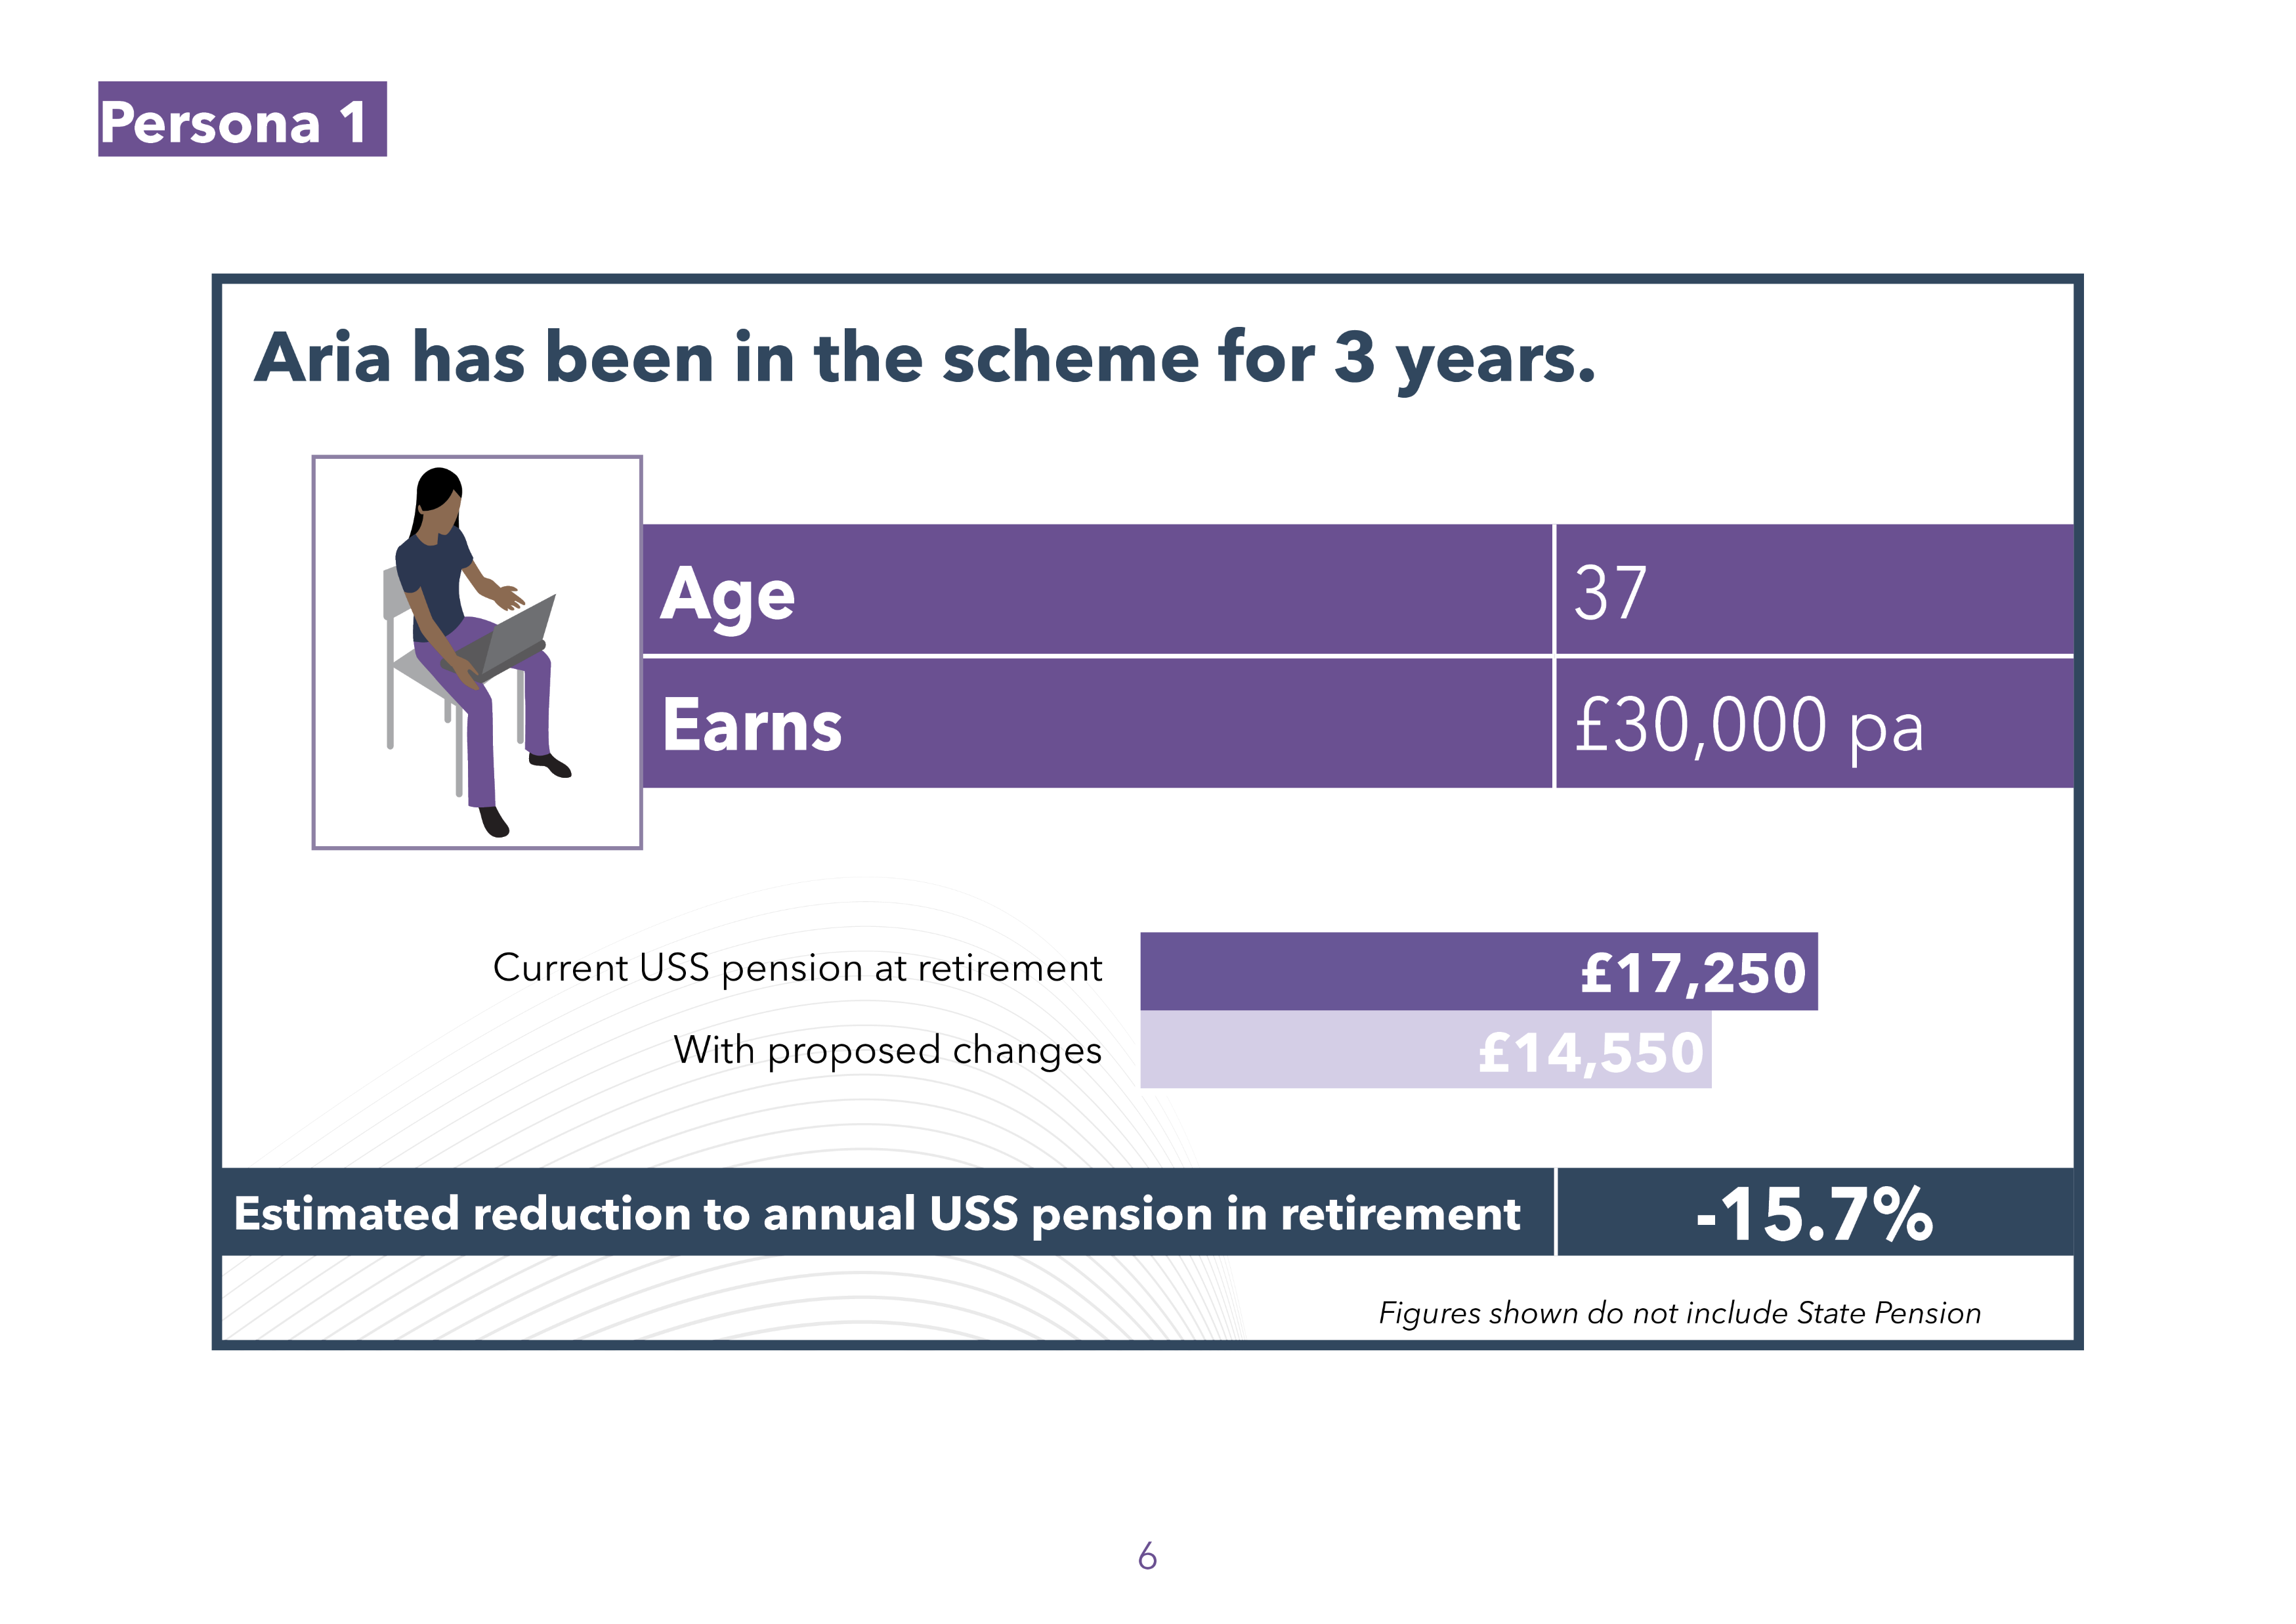 Persona 1
Aria has been in the scheme for 3 years.
Age 37
Earns £30,000 pa
Current USS pension at retirement £17,250
With proposed changes £14,550
Estimated reduction to annual USS pension in retirement -15.7%
Figures shown do not include State Pension
6